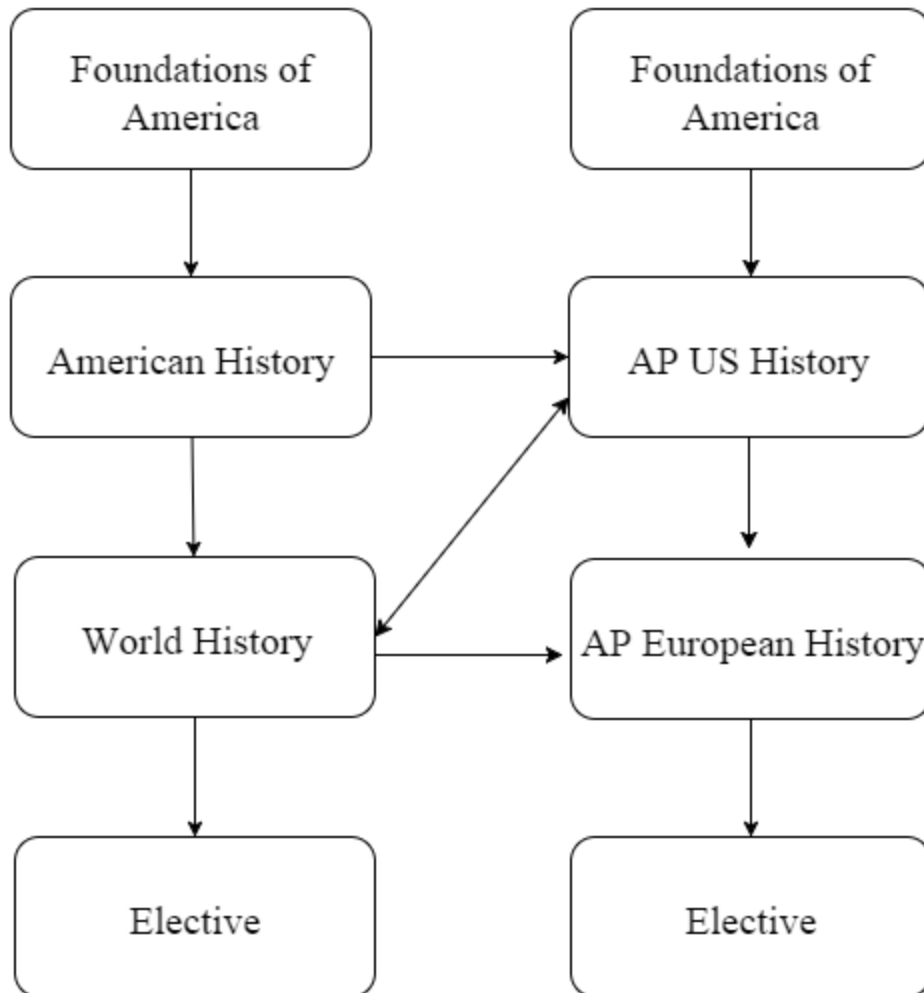 Foundations of
America
Foundations of
America
American History
AP US History
World History
AP European History
Elective
Elective